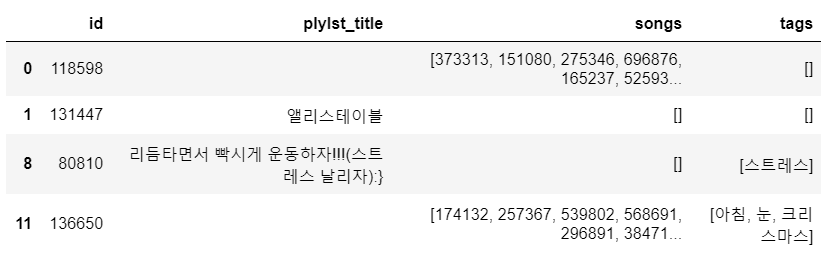 id plylst_title songs tags
0 118598 [373313, 151080, 275346, 696876,
165237, 52593... []
1 131447 앨리스테이블 [] []
8 80810 리듬타면서 빡시게 운동하자!!!(스트
레스 날리자):} [] [스트레스]
11 136650 [174132, 257367, 539802, 568691,
296891, 38471... [아침, 눈, 크리
스마스]